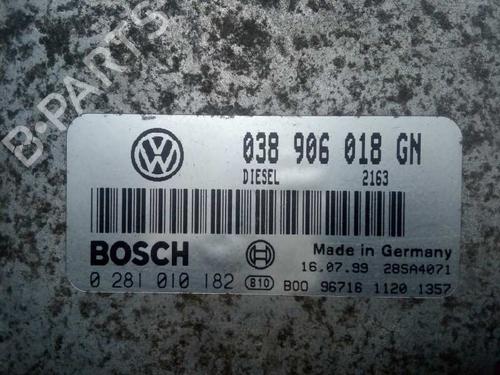 B-PARTS
038 906 018 GN
DIESEL 2163
BOSCH
Made in Germany
16.07.99 28SA4071
0 281 010 182 B10 B00 96716 1120 1357